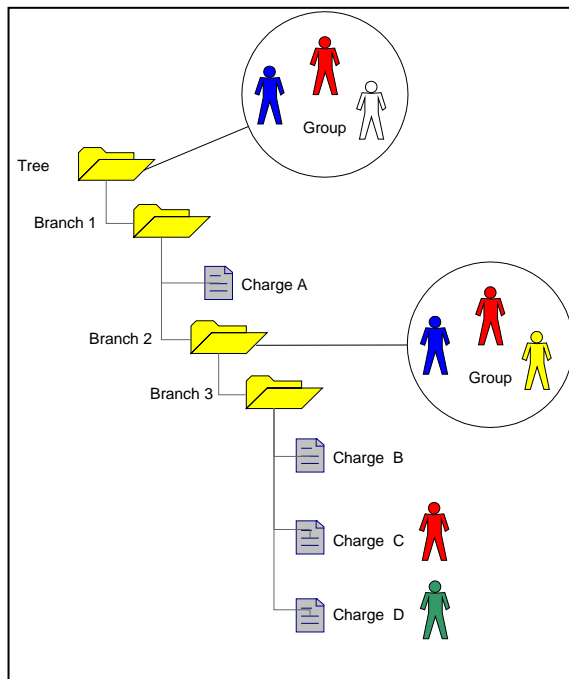 Group
Tree
Branch 1
Charge A
Branch 2
Group
Branch 3
Charge B
Charge C
Charge D